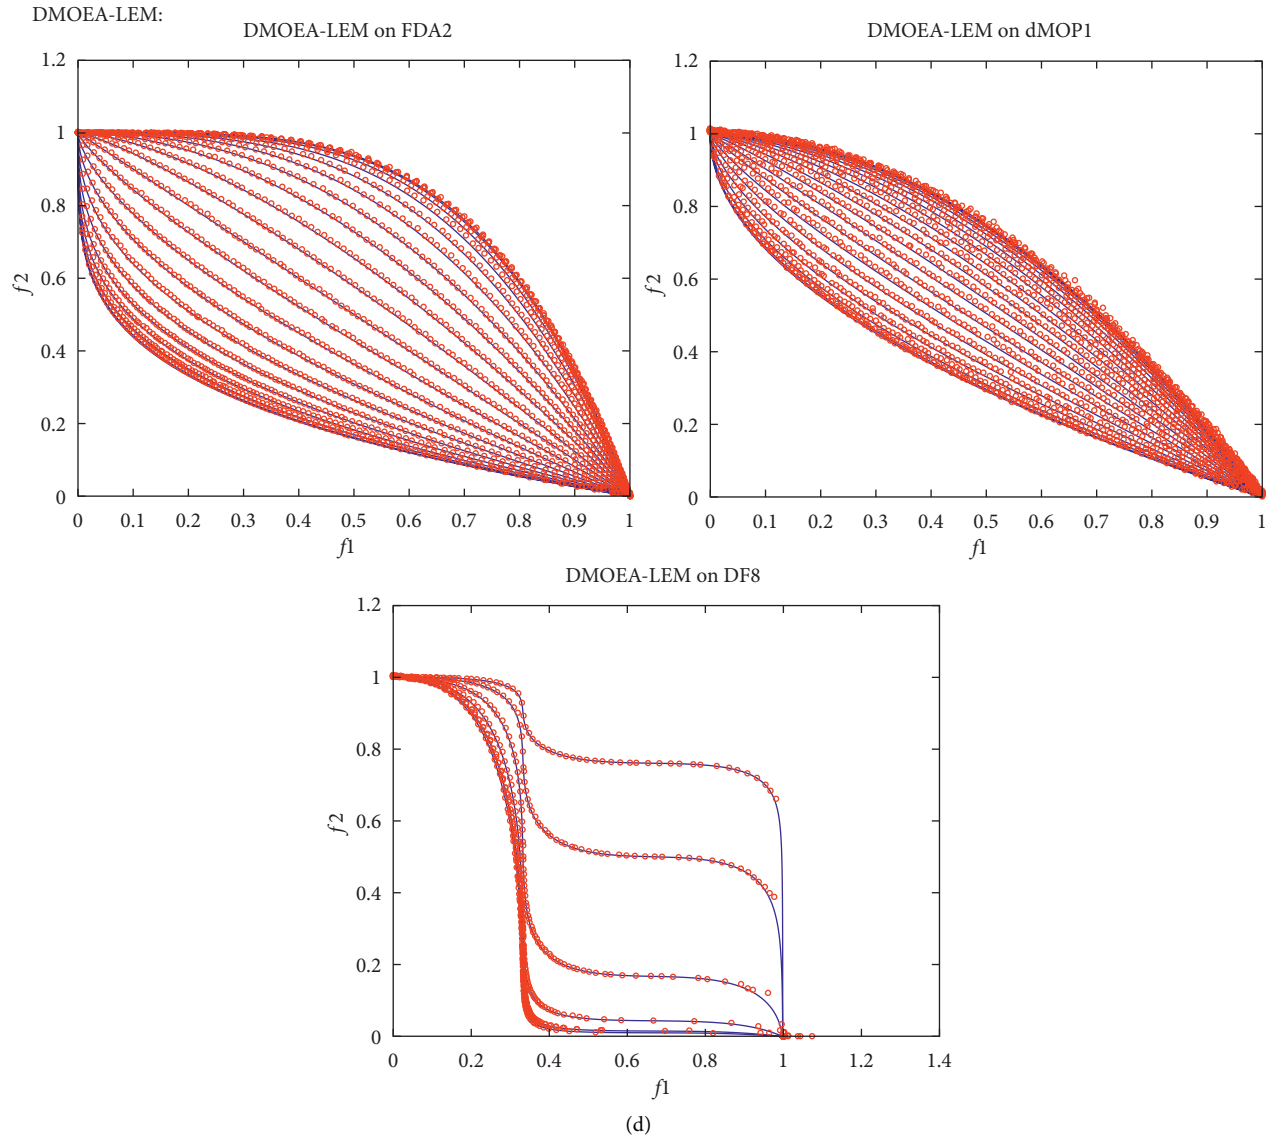 DMOEA-LEM:
DMOEA-LEM on FDA2
1.2
1
0.8
0.6
0.4
0.2
0
f2
0 0.1 0.2 0.3 0.4 0.5 0.6 0.7 0.8 0.9 1
f1
DMOEA-LEM on dMOP1
1.2
1
0.8
0.6
0.4
0.2
0
f2
0 0.1 0.2 0.3 0.4 0.5 0.6 0.7 0.8 0.9 1
f1
DMOEA-LEM on DF8
1.2
1
0.8
0.6
0.4
0.2
0
f2
0 0.2 0.4 0.6 0.8 1 1.2 1.4
f1
(d)